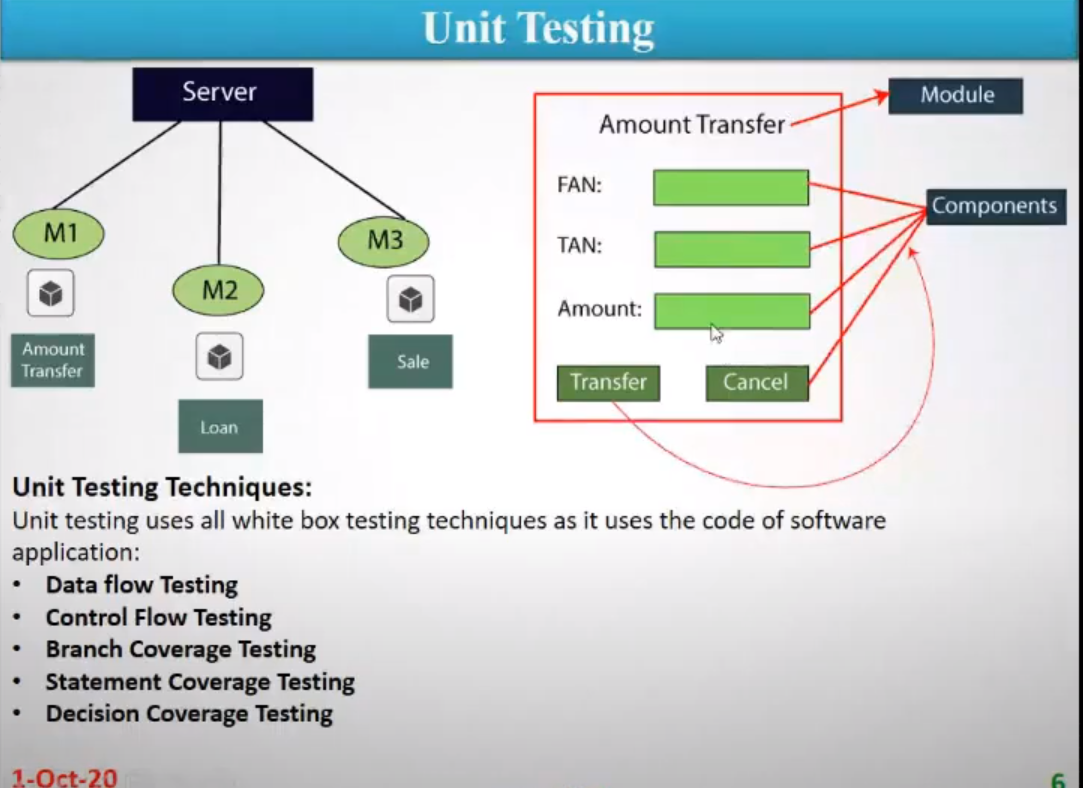 Unit Testing
Server
M1
M2
M3
Amount
Transfer
Loan
Sale
Amount Transfer
Module
FAN:
TAN:
Amount:
Transfer
Cancel
Components
Unit Testing Techniques:
Unit testing uses all white box testing techniques as it uses the code of software
application:
• Data flow Testing
• Control Flow Testing
• Branch Coverage Testing
• Statement Coverage Testing
• Decision Coverage Testing
1-Oct-20
6